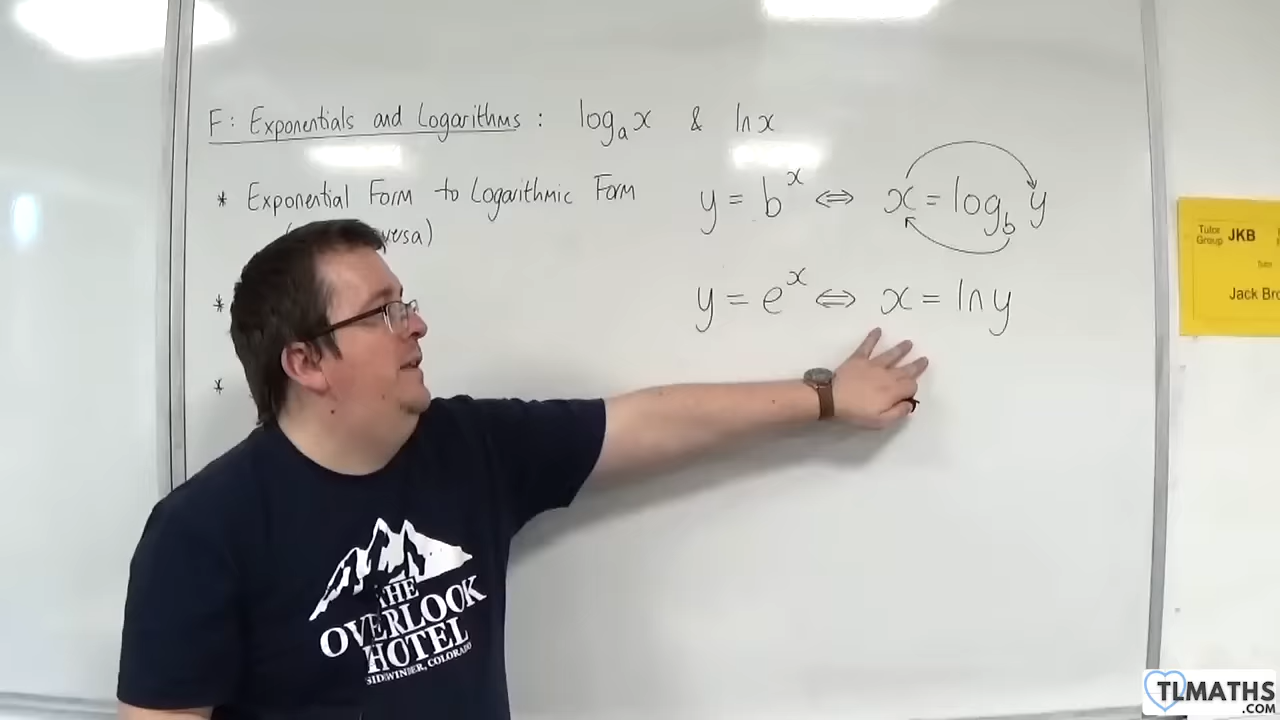 F: Exponentials and Logarithms : logₐx & ln x
* Exponential Form to Logarithmic Form
y = bˣ ⇔ x = log_b y
y = eˣ ⇔ x = ln y
*
*
THE
OVERLOOK
HOTEL
SIDEWINDER, COLORADO
Tutor
Group JKB
Tutor
Jack
TLMATHS
.COM